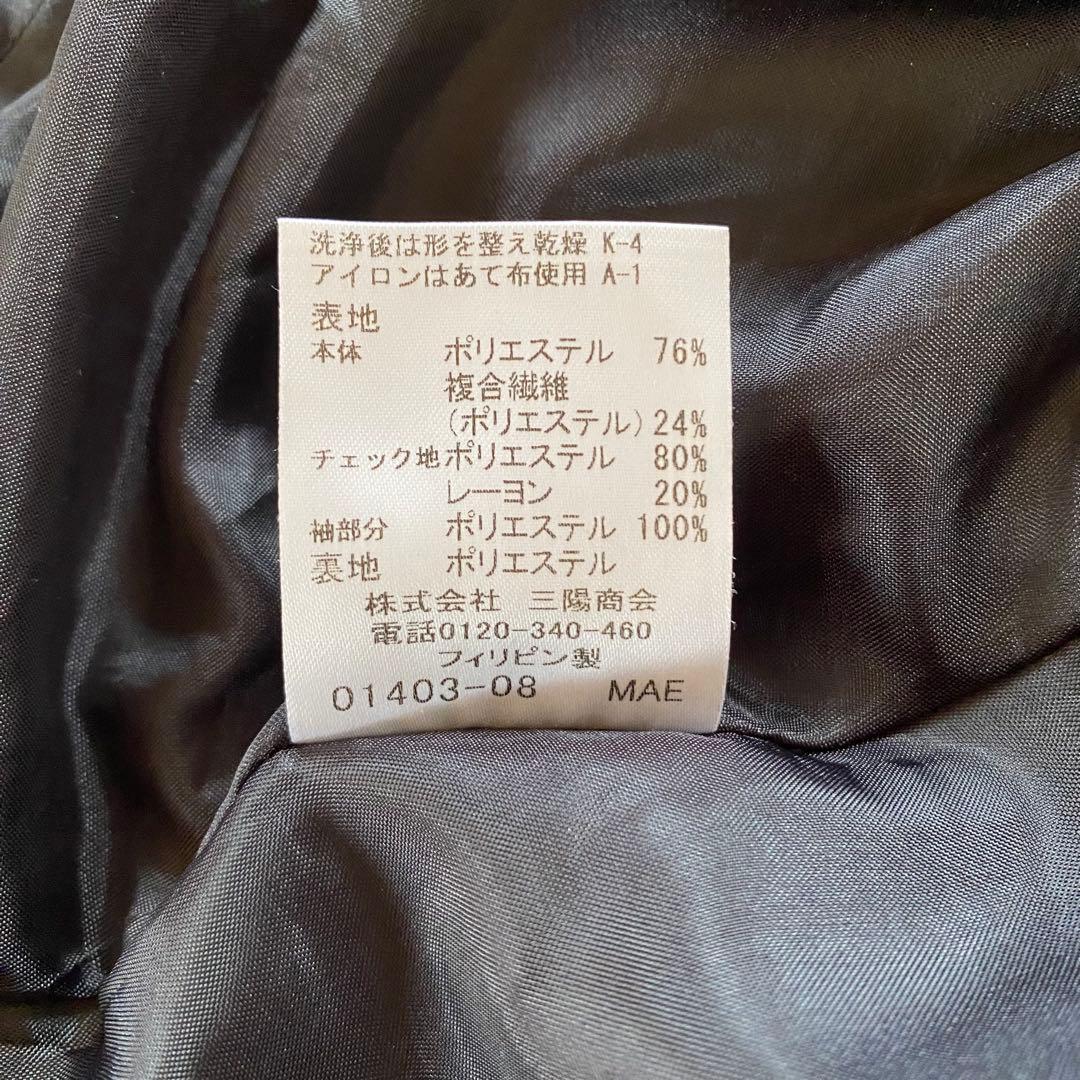 洗浄後は形を整え乾燥 K-4
アイロンはあて布使用 A-1
表地
本体 ポリエステル 76%
複合繊維
(ポリエステル) 24%
チェック地 ポリエステル 80%
レーヨン 20%
袖部分 ポリエステル 100%
裏地 ポリエステル
株式会社 三陽商会
電話0120-340-460
フィリピン製
01403-08 MAE